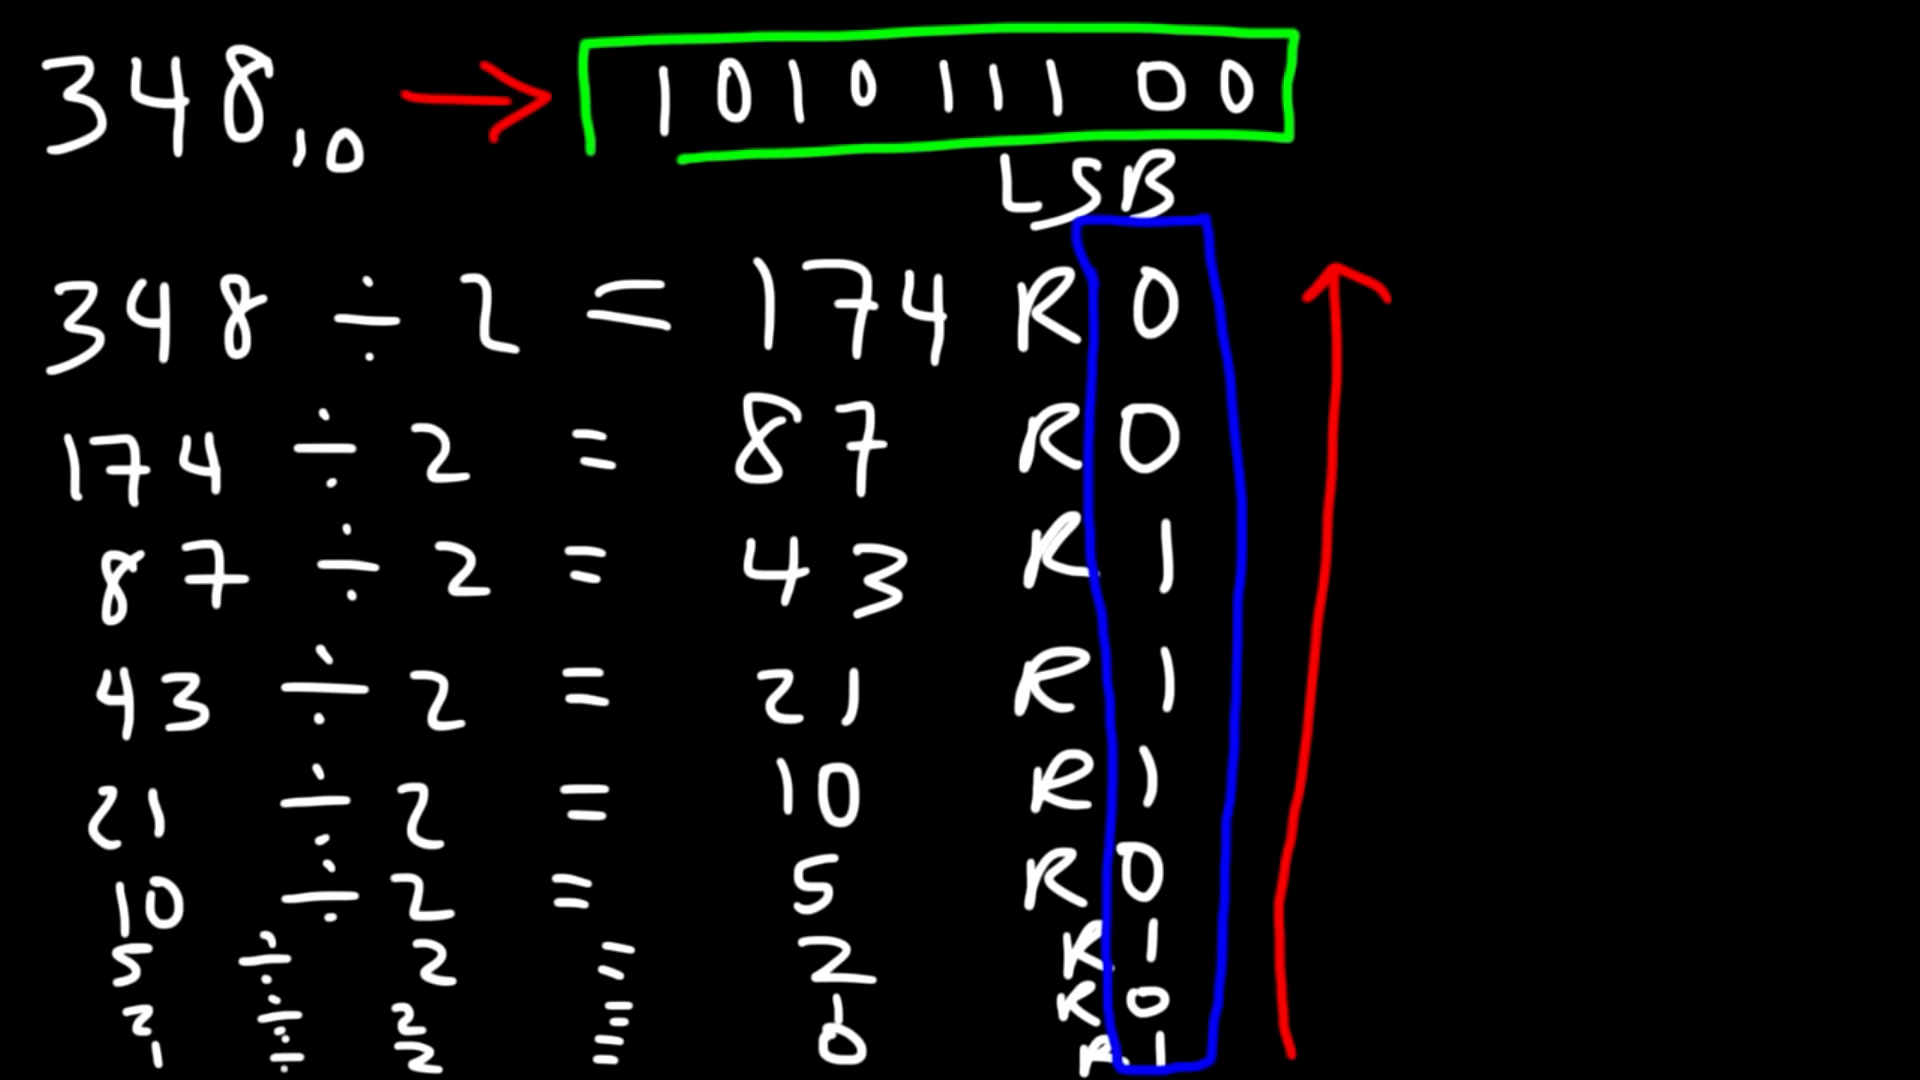 348₁₀ → 101011100
LSB
348 ÷ 2 = 174 R 0
174 ÷ 2 = 87 R 0
87 ÷ 2 = 43 R 1
43 ÷ 2 = 21 R 1
21 ÷ 2 = 10 R 1
10 ÷ 2 = 5 R 0
5 ÷ 2 = 2 R 1
2 ÷ 2 = 1 R 0
1 ÷ 2 = 0 R 1